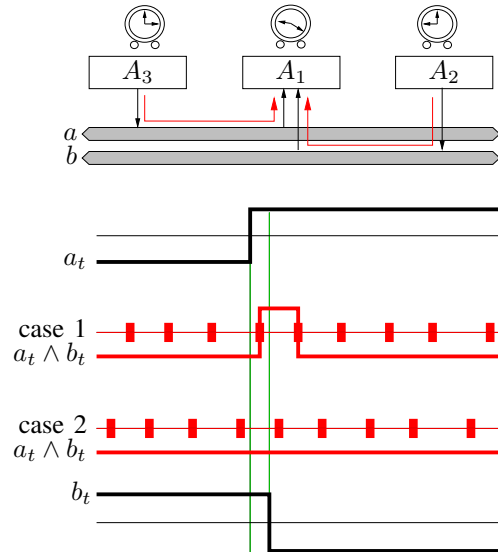 A₃ A₁ A₂
a
b
aₜ
case 1
aₜ ∧ bₜ
case 2
aₜ ∧ bₜ
bₜ